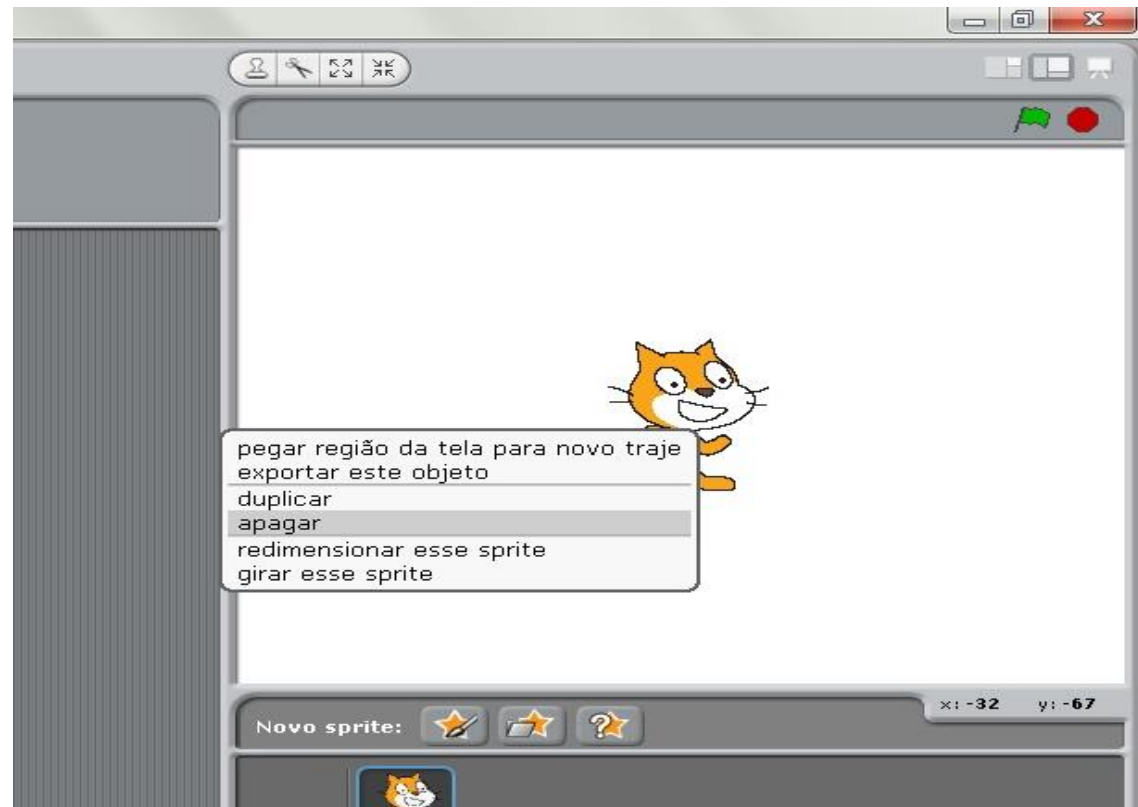 pegar região da tela para novo traje
exportar este objeto
duplicar
apagar
redimensionar esse sprite
girar esse sprite
x: -32 y: -67
Novo sprite: